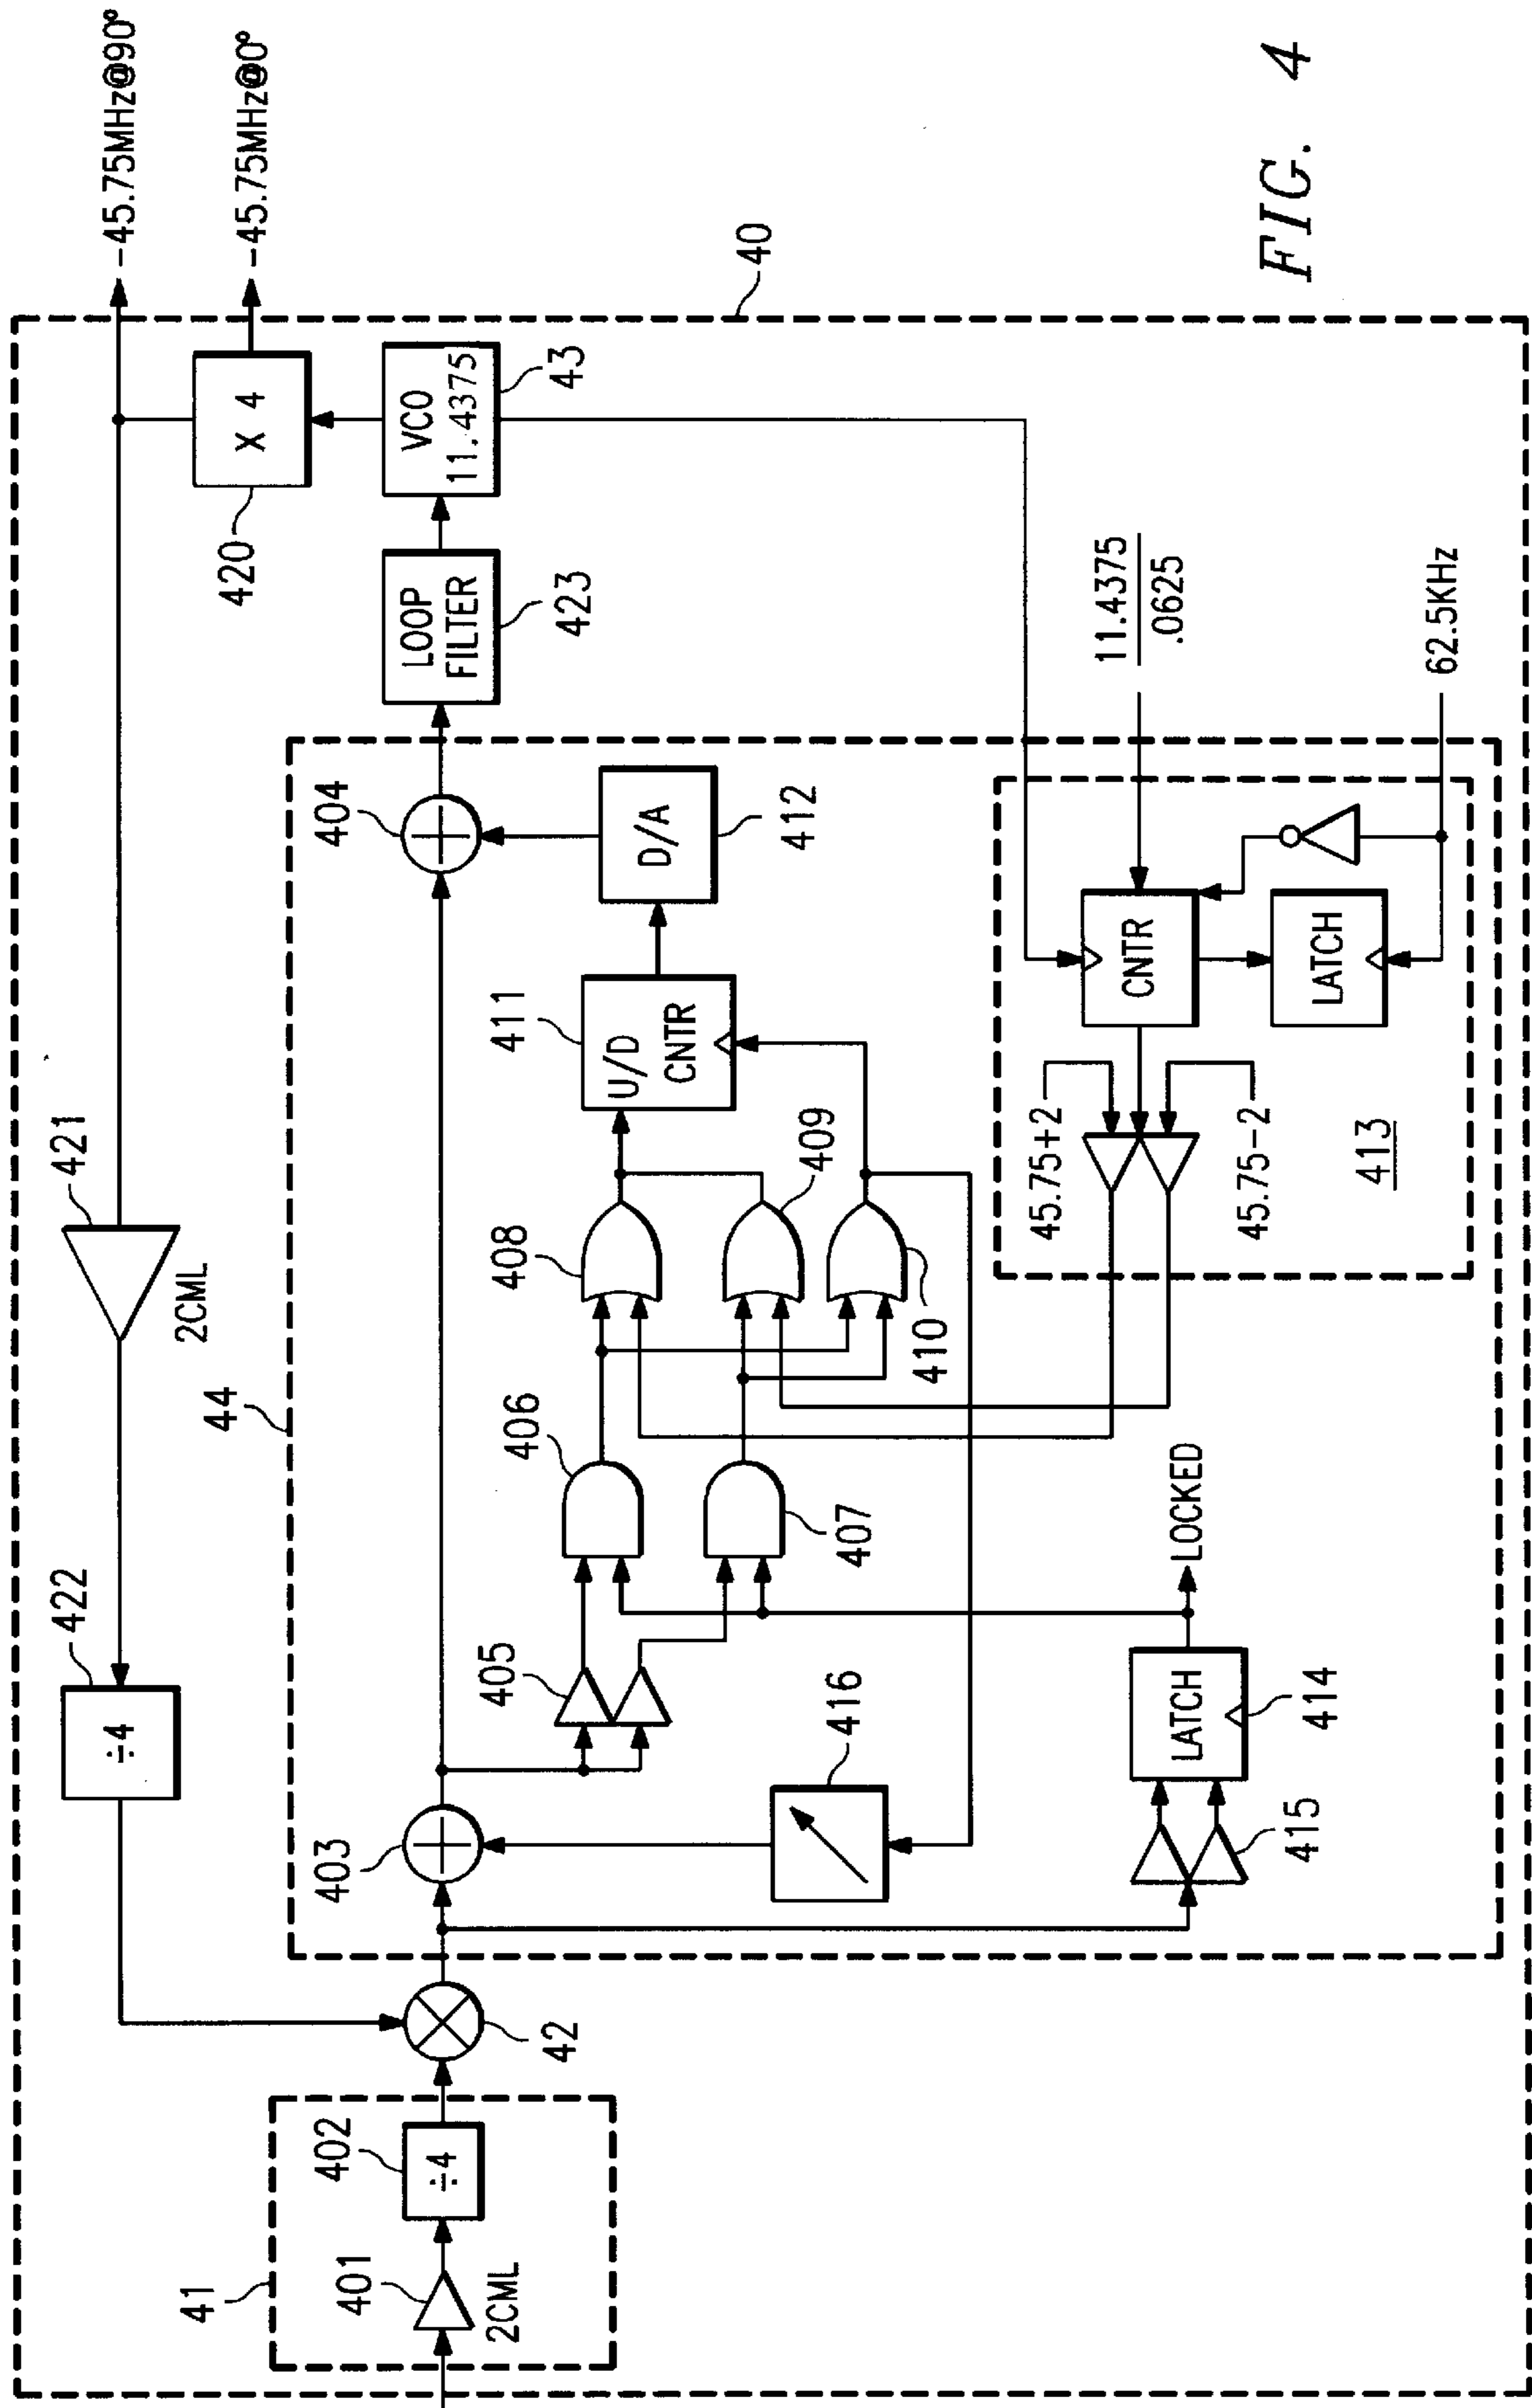 -45.75MHz@90°
-45.75MHz@0°
40
X 4
420
VCO
11.4375
43
LOOP
FILTER
423
421
2CML
422
÷4
44
404
D/A
412
411
U/D
CNTR
408
409
410
406
407
405
403
416
42
41
401
2CML
402
÷4
11.4375
.0625
62.5KHz
CNTR
LATCH
45.75+2
45.75-2
413
LOCKED
LATCH
414
415
FIG. 4